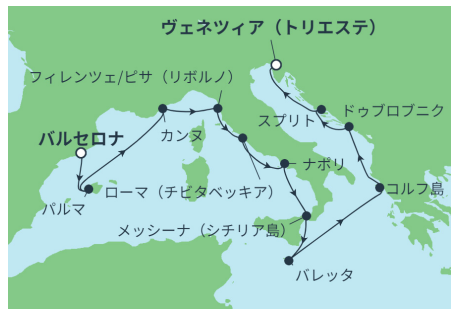 ヴェネツィア（トリエステ）
フィレンツェ/ピサ（リボルノ）
ドゥブロブニク
スプリト
カンヌ
バルセロナ
ナポリ
ローマ（チビタベッキア）
コルフ島
パルマ
メッシーナ（シチリア島）
バレッタ